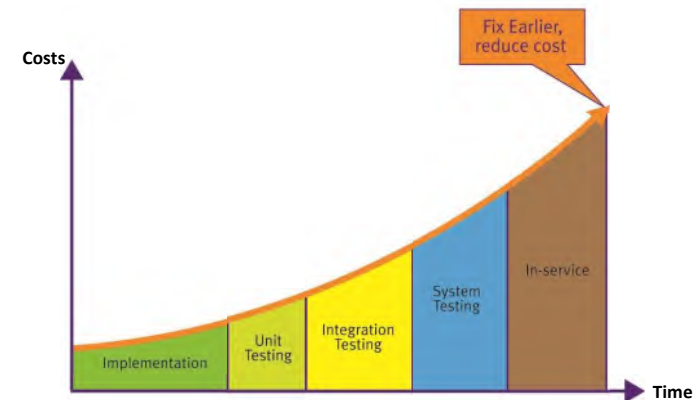 Fix Earlier,
reduce cost
Costs
Implementation
Unit
Testing
Integration
Testing
System
Testing
In-service
Time